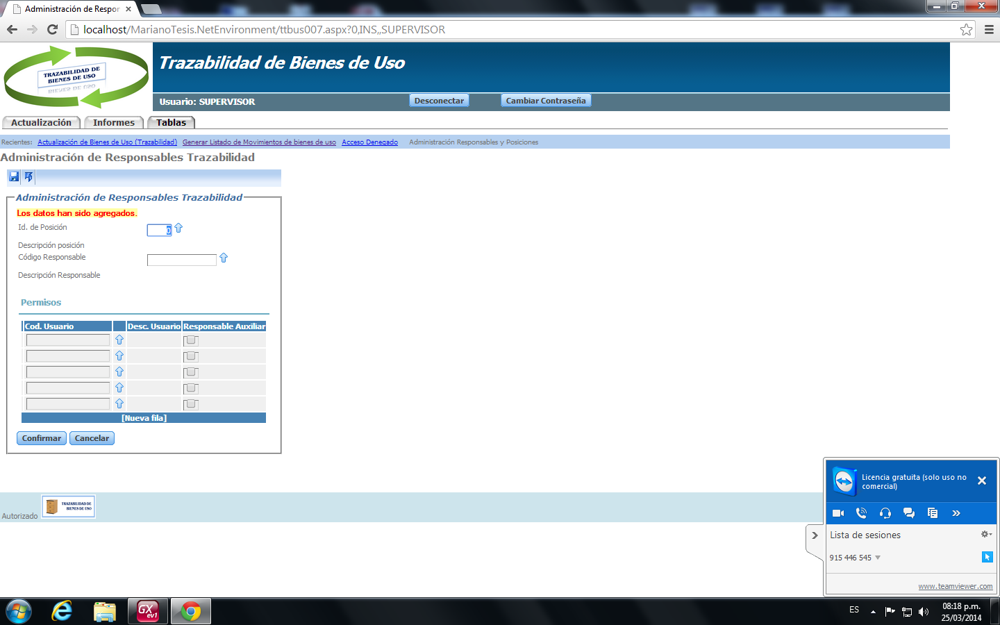 Administración de Respor
localhost/MarianoTesis.NetEnvironment/ttbus007.aspx?0,INS,,SUPERVISOR
TRAZABILIDAD DE
BIENES DE USO
Trazabilidad de Bienes de Uso
Usuario: SUPERVISOR
Desconectar
Cambiar Contraseña
Actualización
Informes
Tablas
Recientes: Actualización de Bienes de Uso (Trazabilidad) Generar Listado de Movimientos de bienes de uso Acceso Denegado Administración Responsables y Posiciones
Administración de Responsables Trazabilidad
Administración de Responsables Trazabilidad
Los datos han sido agregados.
Id. de Posición
0
Descripción posición
Código Responsable
Descripción Responsable
Permisos
Cod. Usuario Desc. Usuario Responsable Auxiliar
[Nueva fila]
Confirmar
Cancelar
Licencia gratuita (solo uso no
comercial)
Lista de sesiones
915 446 545
www.teamviewer.com
Autorizado
TRAZABILIDAD DE
BIENES DE USO
GX
ev1
ES
08:18 p.m.
25/03/2014